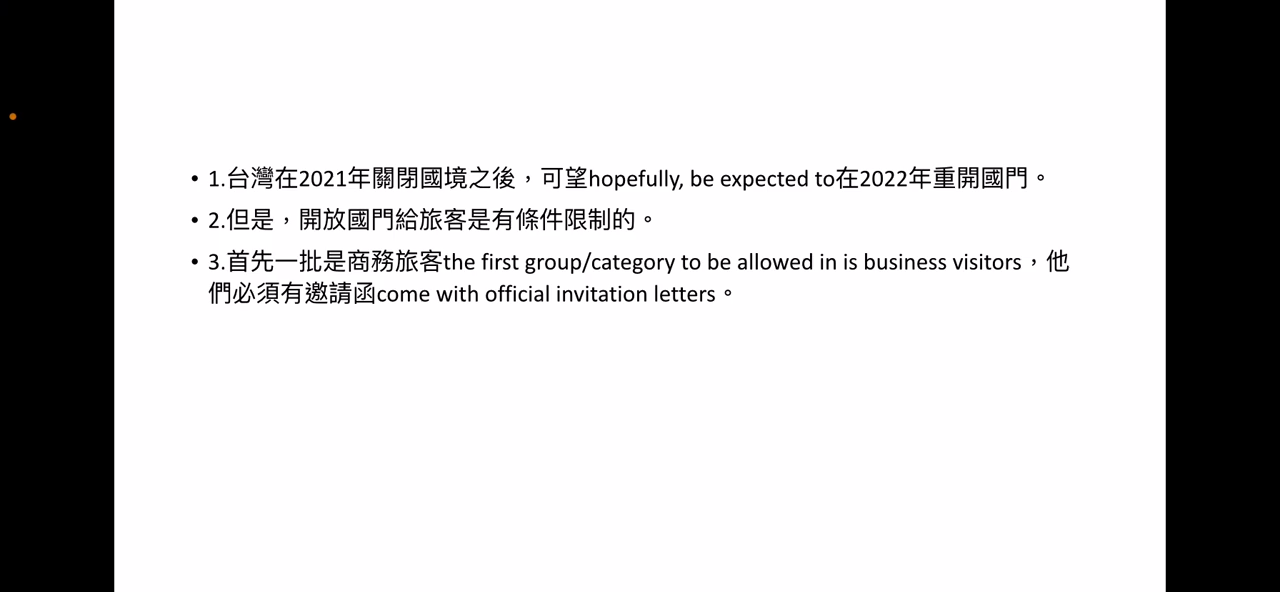 • 1.台灣在2021年關閉國境之後，可望hopefully, be expected to在2022年重開國門。
• 2.但是，開放國門給旅客是有條件限制的。
• 3.首先一批是商務旅客the first group/category to be allowed in is business visitors，他
們必須有邀請函come with official invitation letters。